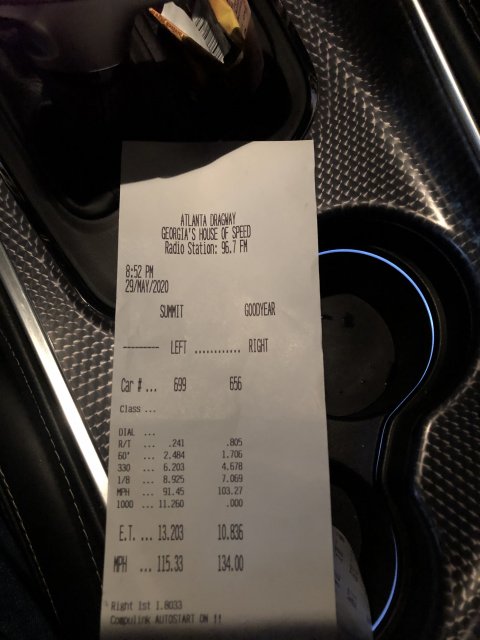 ATLANTA DRAGWAY
GEORGIA'S HOUSE OF SPEED
Radio Station: 96.7 FM
8:52 PM
29/MAY/2020
SUMMIT GOODYEAR
--------- LEFT ............ RIGHT
Car # ... 699 656
Class ...
DIAL ...
R/T ... .241 .805
60' ... 2.484 1.706
330 ... 6.203 4.678
1/8 ... 8.925 7.069
MPH ... 91.45 103.27
1000 ... 11.260 .000
E.T. ... 13.203 10.836
MPH ... 115.33 134.00
Right 1st 1.8033
Compulink AUTOSTART ON !!